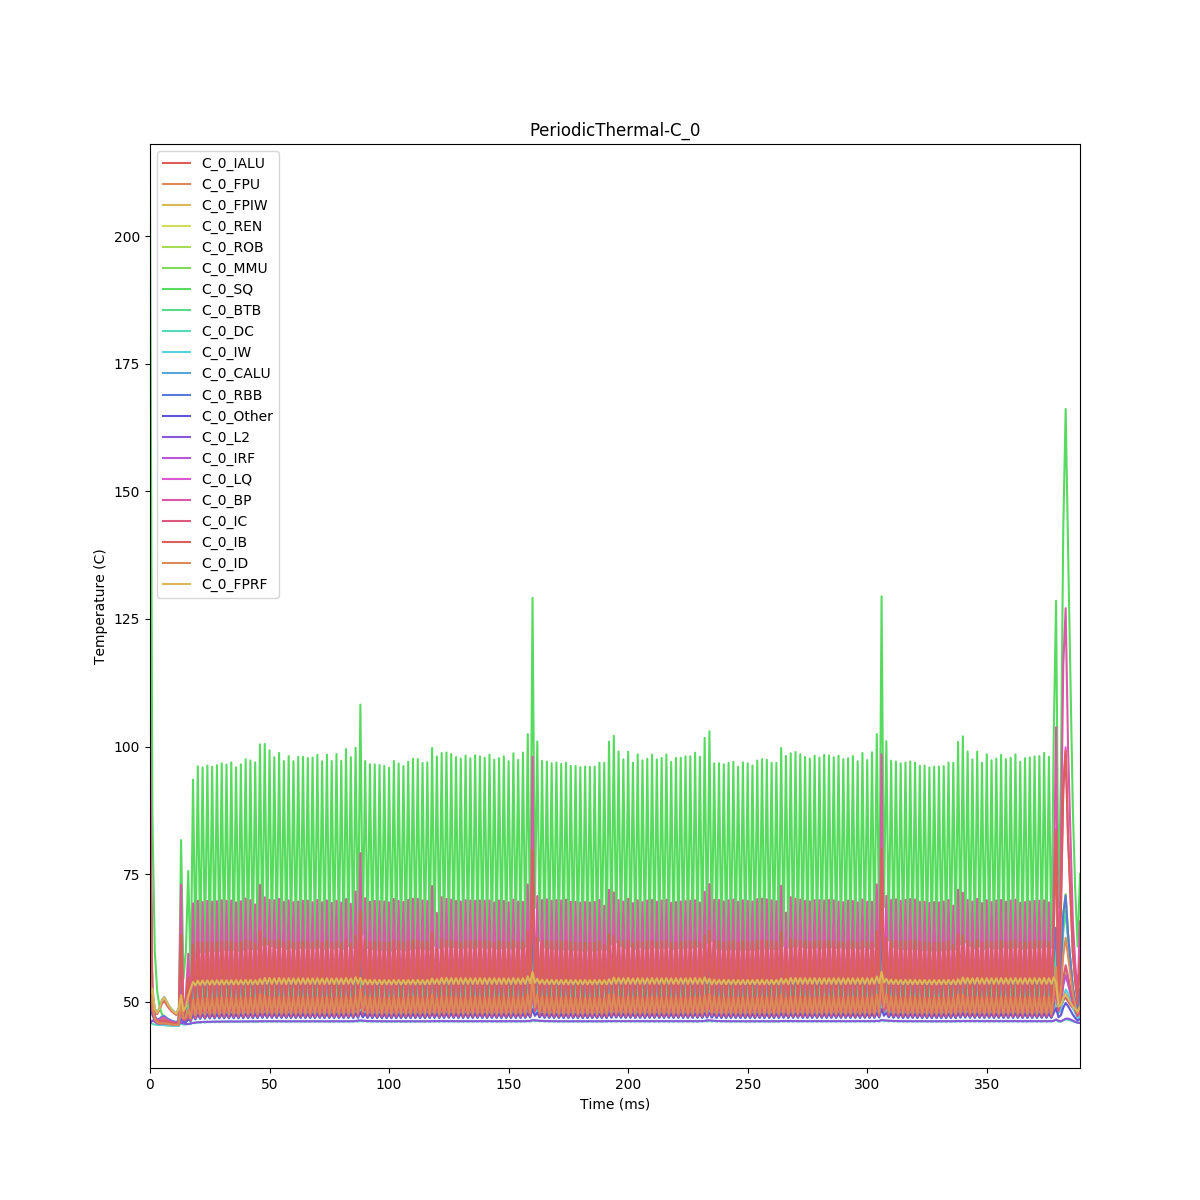 PeriodicThermal-C_0
C_0_IALU
C_0_FPU
C_0_FPIW
C_0_REN
C_0_ROB
C_0_MMU
C_0_SQ
C_0_BTB
C_0_DC
C_0_IW
C_0_CALU
C_0_RBB
C_0_Other
C_0_L2
C_0_IRF
C_0_LQ
C_0_BP
C_0_IC
C_0_IB
C_0_ID
C_0_FPRF
200
175
150
125
100
75
50
Temperature (C)
0 50 100 150 200 250 300 350
Time (ms)